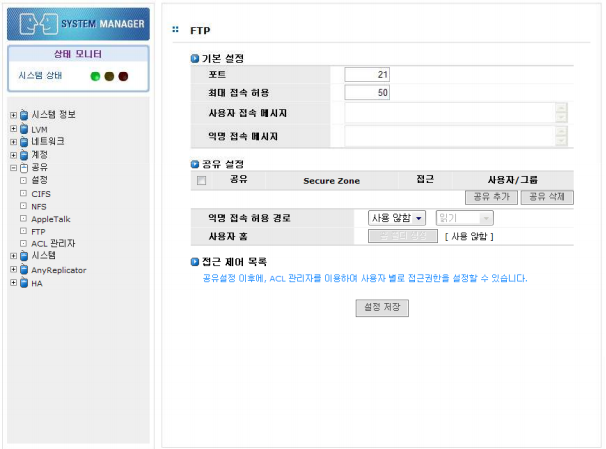 SYSTEM MANAGER
상태 모니터
시스템 상태
시스템 정보
LVM
네트워크
계정
공유
설정
CIFS
NFS
AppleTalk
FTP
ACL 관리자
시스템
AnyReplicator
HA
FTP
기본 설정
포트 21
최대 접속 허용 50
사용자 접속 메시지
익명 접속 메시지
공유 설정
공유 Secure Zone 접근 사용자/그룹
공유 추가 공유 삭제
익명 접속 허용 경로 사용 않함 읽기
사용자 홈 [ 사용 않함 ]
접근 제어 목록
공유설정 이후에, ACL 관리자를 이용하여 사용자 별로 접근권한을 설정할 수 있습니다.
설정 저장